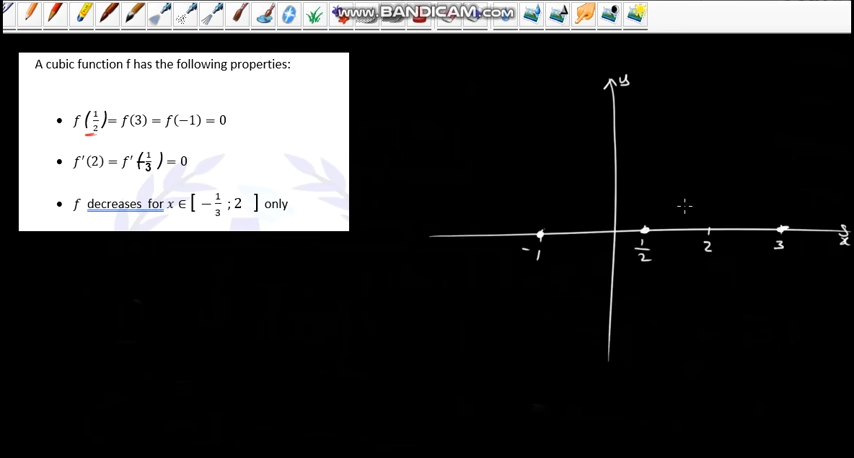 www.BANDICAM.com
A cubic function f has the following properties:
• f(1/2)= f(3) = f(−1) = 0
• f′(2) = f′(−1/3) = 0
• f decreases for x ∈ [ −1/3 ; 2 ] only
y
-1 1/2 2 3 x